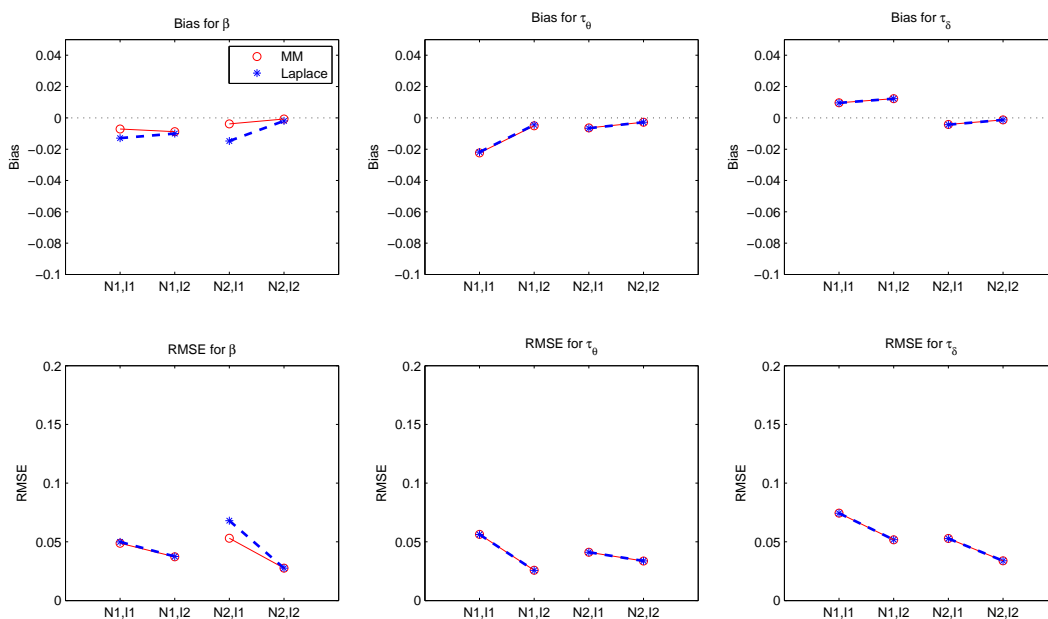 Bias for β
Bias for τθ
Bias for τδ
MM
Laplace
0.04
0.02
0
−0.02
−0.04
−0.06
−0.08
−0.1
Bias
N1,I1 N1,I2 N2,I1 N2,I2
0.04
0.02
0
−0.02
−0.04
−0.06
−0.08
−0.1
Bias
N1,I1 N1,I2 N2,I1 N2,I2
0.04
0.02
0
−0.02
−0.04
−0.06
−0.08
−0.1
Bias
N1,I1 N1,I2 N2,I1 N2,I2
RMSE for β
RMSE for τθ
RMSE for τδ
0.2
0.15
0.1
0.05
0
RMSE
N1,I1 N1,I2 N2,I1 N2,I2
0.2
0.15
0.1
0.05
0
RMSE
N1,I1 N1,I2 N2,I1 N2,I2
0.2
0.15
0.1
0.05
0
RMSE
N1,I1 N1,I2 N2,I1 N2,I2